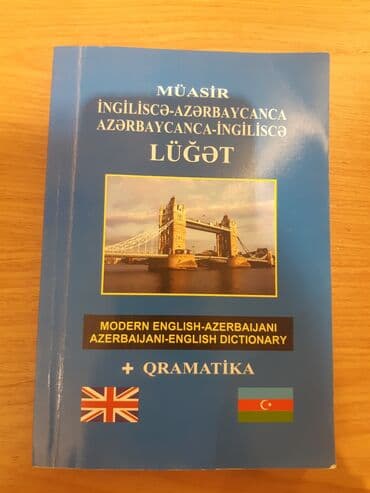 MÜASİR
İNGİLİSCƏ-AZƏRBAYCANCA
AZƏRBAYCANCA-İNGİLİSCƏ
LÜĞƏT
MODERN ENGLISH-AZERBAIJANI
AZERBAIJANI-ENGLISH DICTIONARY
+ QRAMATİKA